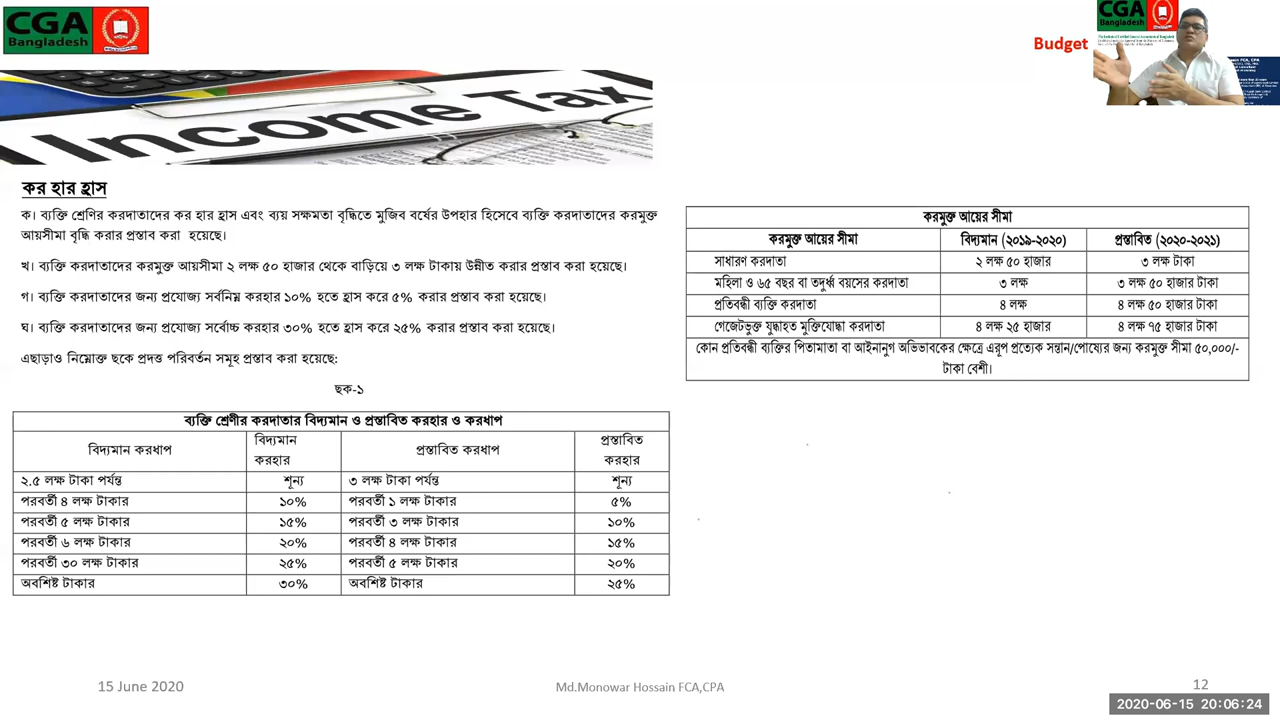 CGA
Bangladesh
Budget
CGA
Bangladesh
Income Tax
কর হার হ্রাস
ক। ব্যক্তি শ্রেণির করদাতাদের কর হার হ্রাস এবং ব্যয় সক্ষমতা বৃদ্ধিতে মুজিব বর্ষের উপহার হিসেবে ব্যক্তি করদাতাদের করমুক্ত
আয়সীমা বৃদ্ধি করার প্রস্তাব করা হয়েছে।
খ। ব্যক্তি করদাতাদের করমুক্ত আয়সীমা ২ লক্ষ ৫০ হাজার থেকে বাড়িয়ে ৩ লক্ষ টাকায় উন্নীত করার প্রস্তাব করা হয়েছে।
গ। ব্যক্তি করদাতাদের জন্য প্রযোজ্য সর্বনিম্ন করহার ১০% হতে হ্রাস করে ৫% করার প্রস্তাব করা হয়েছে।
ঘ। ব্যক্তি করদাতাদের জন্য প্রযোজ্য সর্বোচ্চ করহার ৩০% হতে হ্রাস করে ২৫% করার প্রস্তাব করা হয়েছে।
এছাড়াও নিম্নোক্ত ছকে প্রদত্ত পরিবর্তন সমূহ প্রস্তাব করা হয়েছে:
ছক-১
ব্যক্তি শ্রেণীর করদাতার বিদ্যমান ও প্রস্তাবিত করহার ও করধাপ
বিদ্যমান করধাপ বিদ্যমান করহার প্রস্তাবিত করধাপ প্রস্তাবিত করহার
২.৫ লক্ষ টাকা পর্যন্ত শূন্য ৩ লক্ষ টাকা পর্যন্ত শূন্য
পরবর্তী ৪ লক্ষ টাকার ১০% পরবর্তী ১ লক্ষ টাকার ৫%
পরবর্তী ৫ লক্ষ টাকার ১৫% পরবর্তী ৩ লক্ষ টাকার ১০%
পরবর্তী ৬ লক্ষ টাকার ২০% পরবর্তী ৪ লক্ষ টাকার ১৫%
পরবর্তী ৩০ লক্ষ টাকার ২৫% পরবর্তী ৫ লক্ষ টাকার ২০%
অবশিষ্ট টাকার ৩০% অবশিষ্ট টাকার ২৫%
করমুক্ত আয়ের সীমা
করমুক্ত আয়ের সীমা বিদ্যমান (২০১৯-২০২০) প্রস্তাবিত (২০২০-২০২১)
সাধারণ করদাতা ২ লক্ষ ৫০ হাজার ৩ লক্ষ টাকা
মহিলা ও ৬৫ বছর বা তদুর্ধ্ব বয়সের করদাতা ৩ লক্ষ ৩ লক্ষ ৫০ হাজার টাকা
প্রতিবন্ধী ব্যক্তি করদাতা ৪ লক্ষ ৪ লক্ষ ৫০ হাজার টাকা
গেজেটভুক্ত যুদ্ধাহত মুক্তিযোদ্ধা করদাতা ৪ লক্ষ ২৫ হাজার ৪ লক্ষ ৭৫ হাজার টাকা
কোন প্রতিবন্ধী ব্যক্তির পিতামাতা বা আইনানুগ অভিভাবকের ক্ষেত্রে এরূপ প্রত্যেক সন্তান/পোষ্যের জন্য করমুক্ত সীমা ৫০,০০০/-
টাকা বেশী।
15 June 2020
Md.Monowar Hossain FCA,CPA
12
2020-06-15 20:06:24